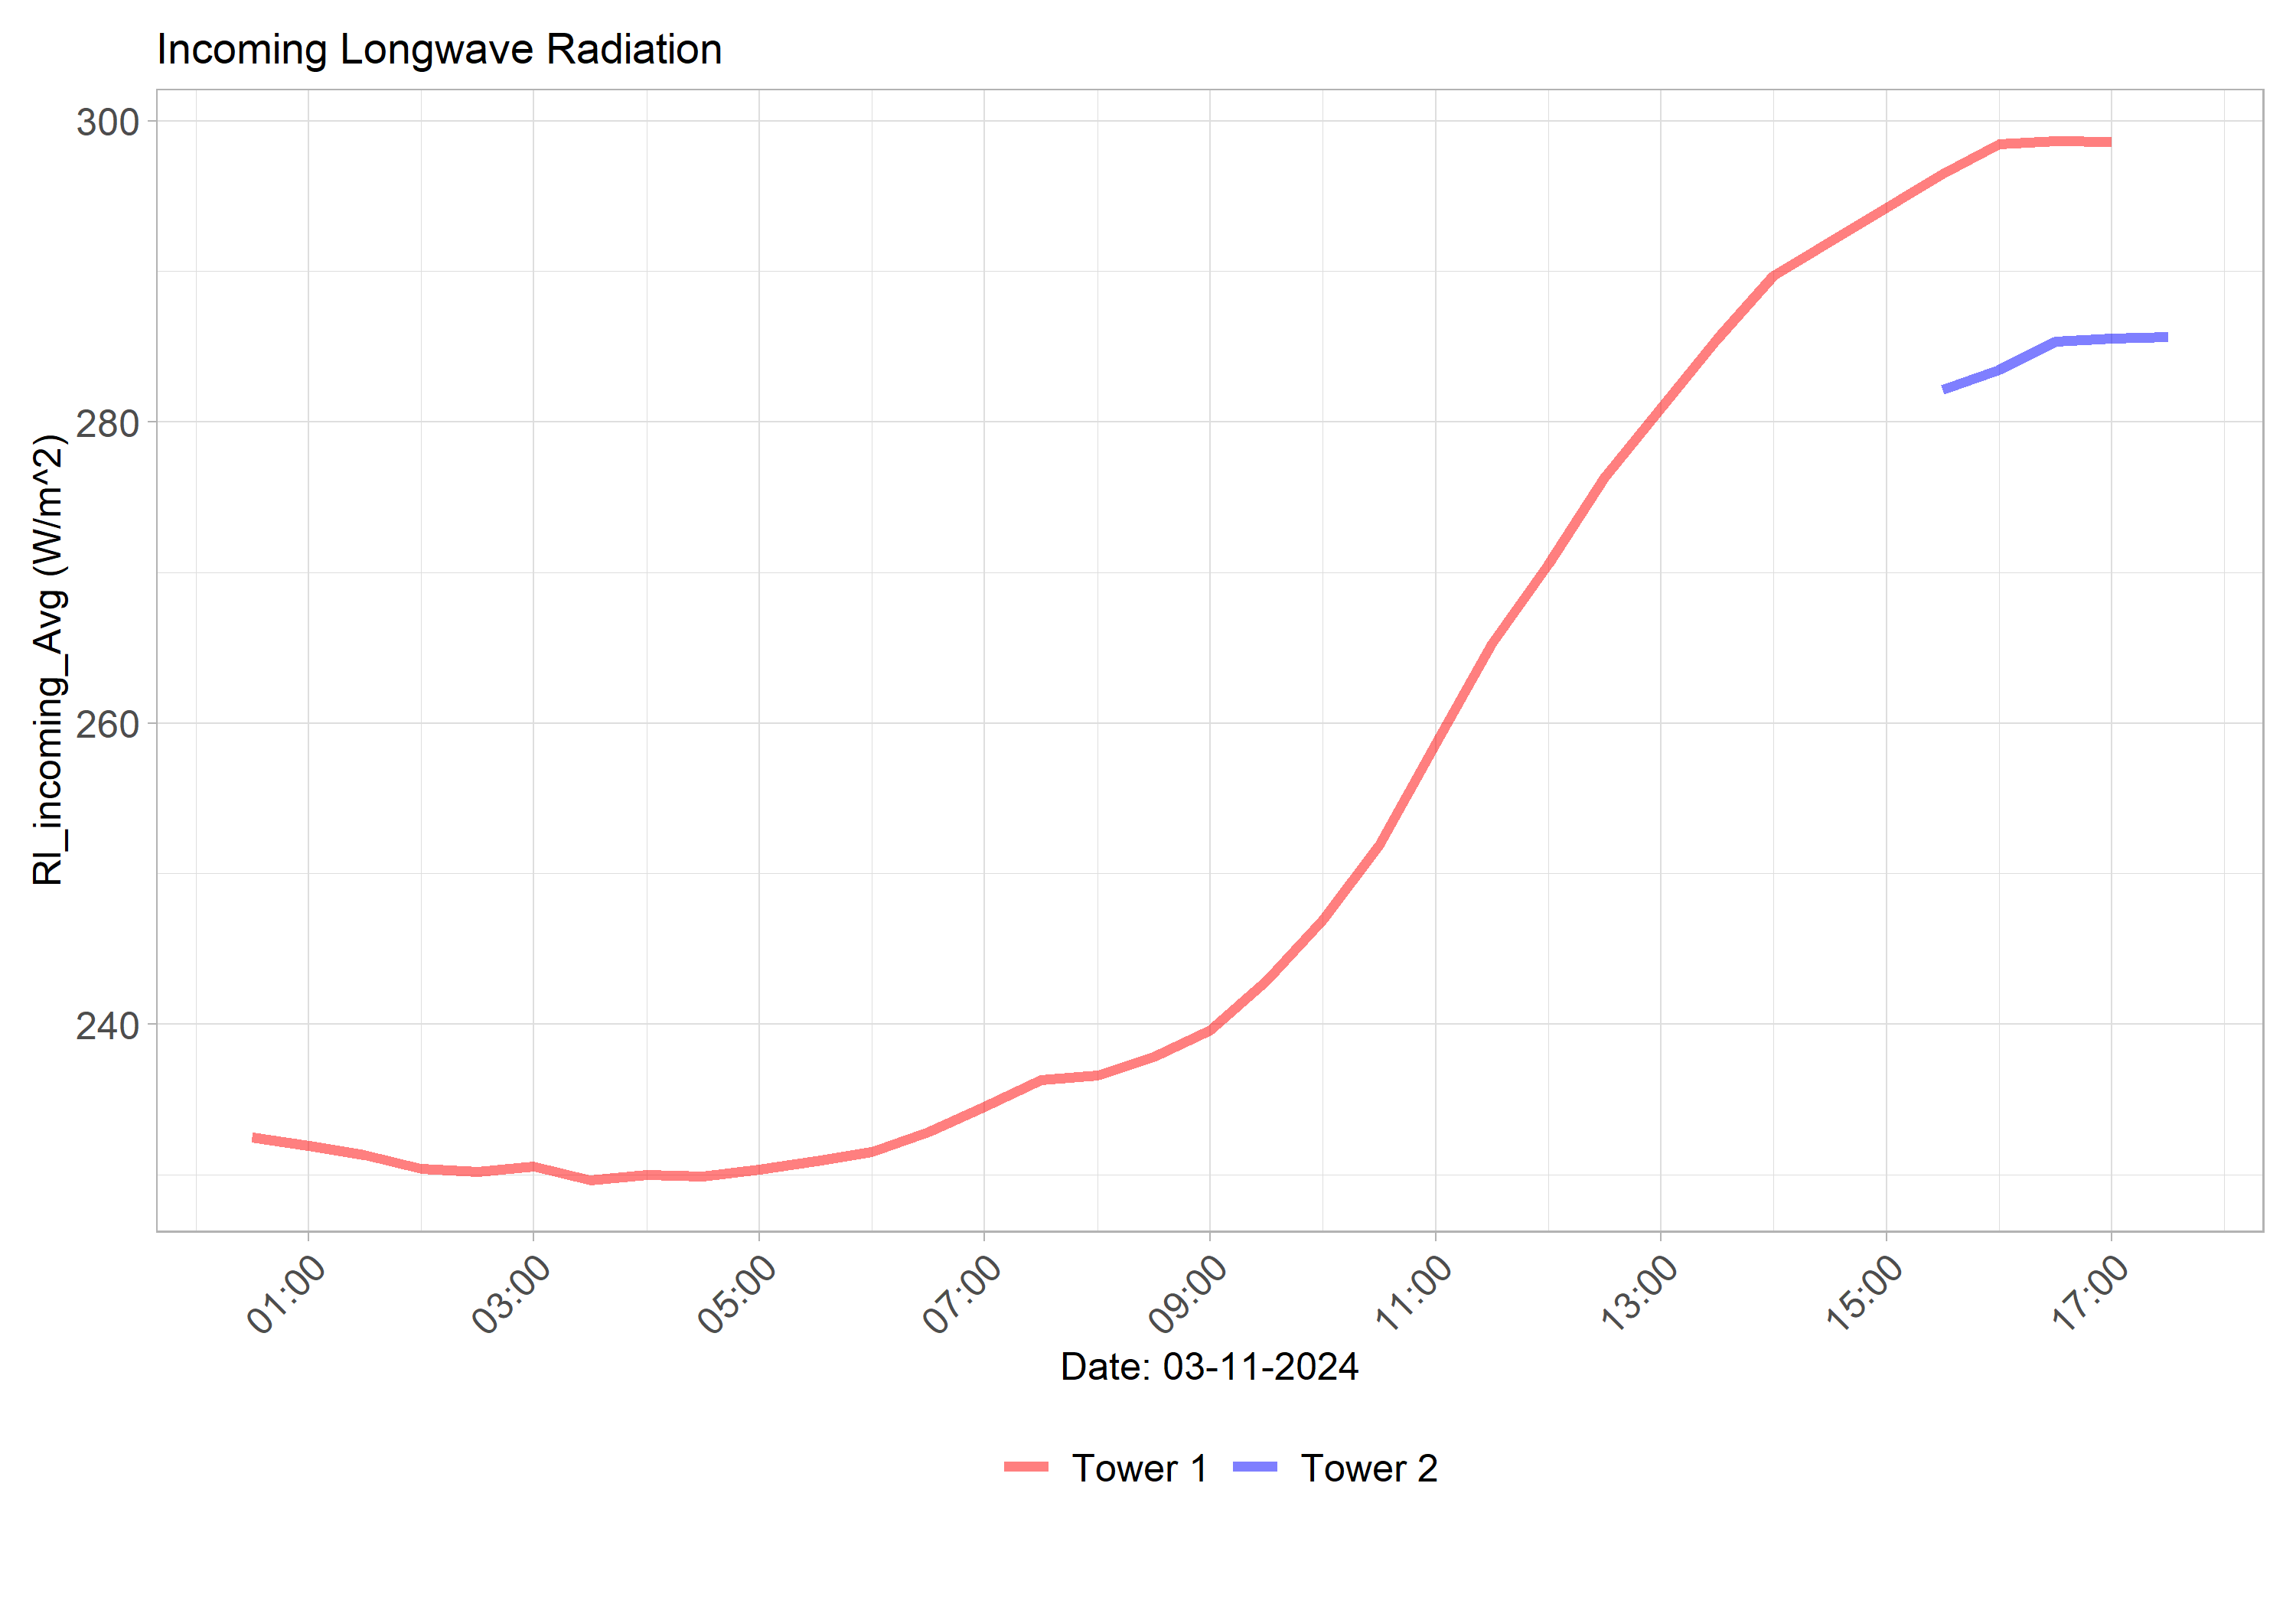 Incoming Longwave Radiation
Rl_incoming_Avg (W/m^2)
300
280
260
240
01:00 03:00 05:00 07:00 09:00 11:00 13:00 15:00 17:00
Date: 03-11-2024
Tower 1 Tower 2